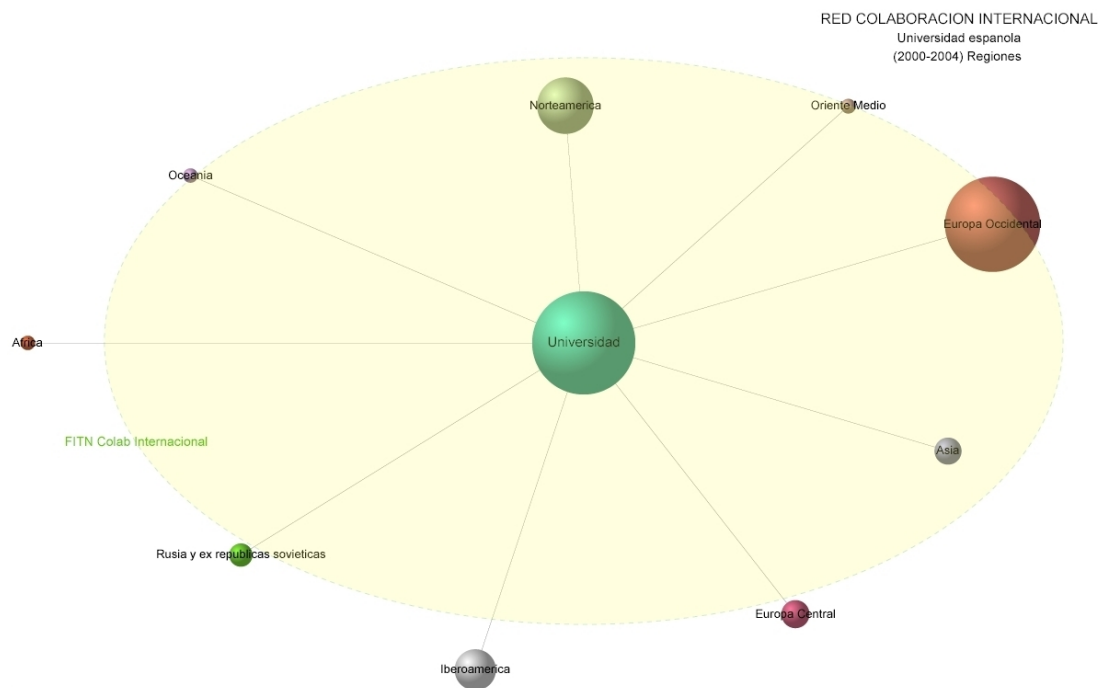 RED COLABORACION INTERNACIONAL
Universidad espanola
(2000-2004) Regiones
Norteamerica
Oriente Medio
Oceania
Europa Occidental
Universidad
Africa
FITN Colab Internacional
Asia
Rusia y ex republicas sovieticas
Europa Central
Iberoamerica